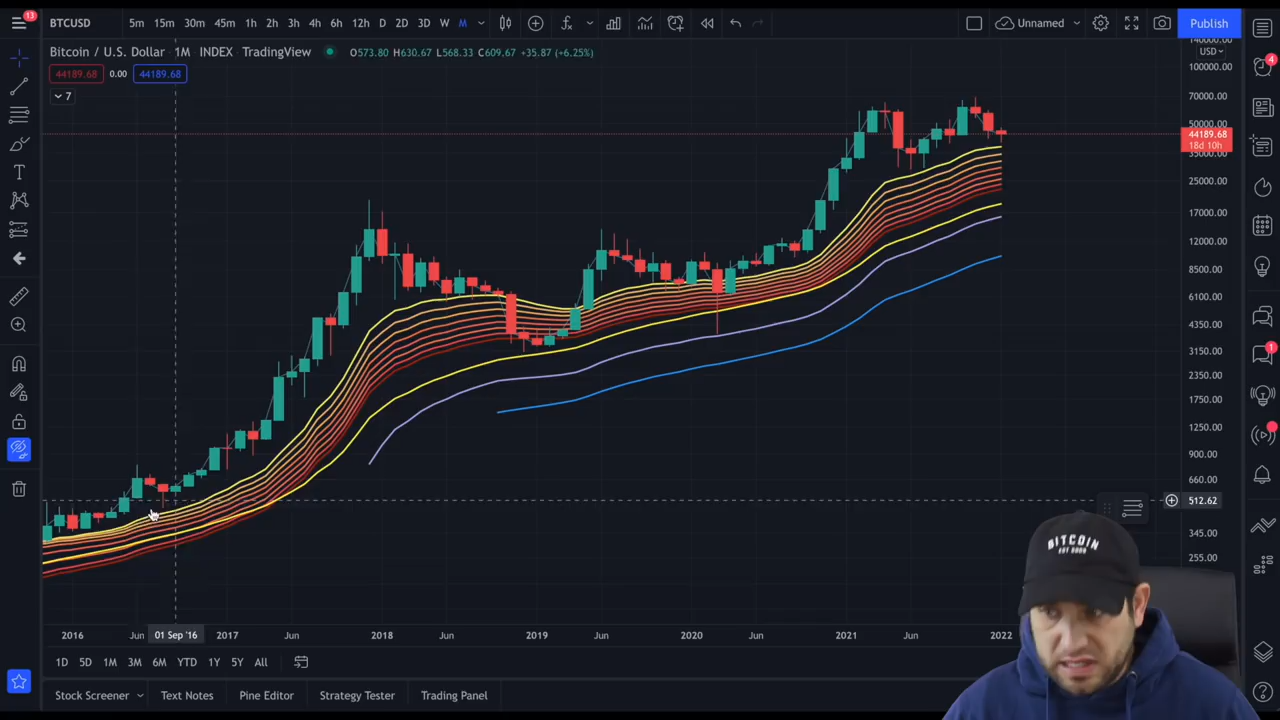 13
BTCUSD
5m 15m 30m 45m 1h 2h 3h 4h 6h 12h D 2D 3D W M
Unnamed
Publish
Bitcoin / U.S. Dollar 1M INDEX TradingView
O573.80 H630.67 L568.33 C609.67 +35.87 (+6.25%)
44189.68 0.00 44189.68
7
140000.00
USD
100000.00
70000.00
50000.00
44189.68
18d 10h
35000.00
25000.00
17000.00
12000.00
8500.00
6100.00
4350.00
3150.00
2350.00
1750.00
1250.00
900.00
660.00
512.62
345.00
255.00
4
1
BITCOIN
EST 2009
2016 Jun 01 Sep '16 2017 Jun 2018 Jun 2019 Jun 2020 Jun 2021 Jun 2022
1D 5D 1M 3M 6M YTD 1Y 5Y All
Stock Screener Text Notes Pine Editor Strategy Tester Trading Panel